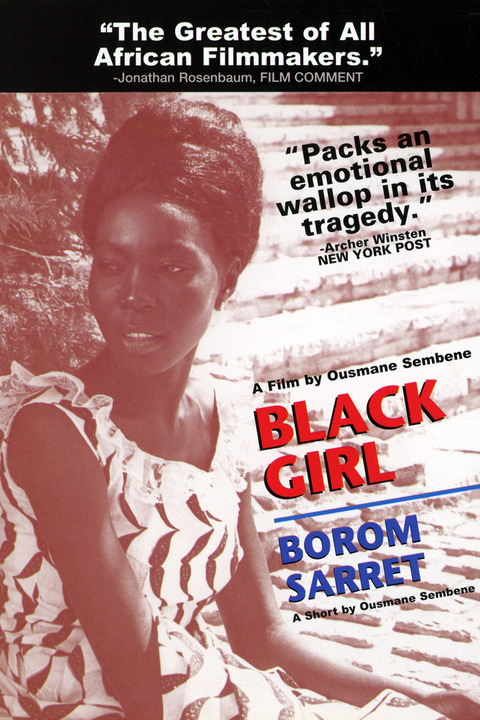 “The Greatest of All
African Filmmakers.”
-Jonathan Rosenbaum, FILM COMMENT
“Packs an
emotional
wallop in its
tragedy.”
-Archer Winsten
NEW YORK POST
A Film by Ousmane Sembene
BLACK
GIRL
BOROM
SARRET
A Short by Ousmane Sembene